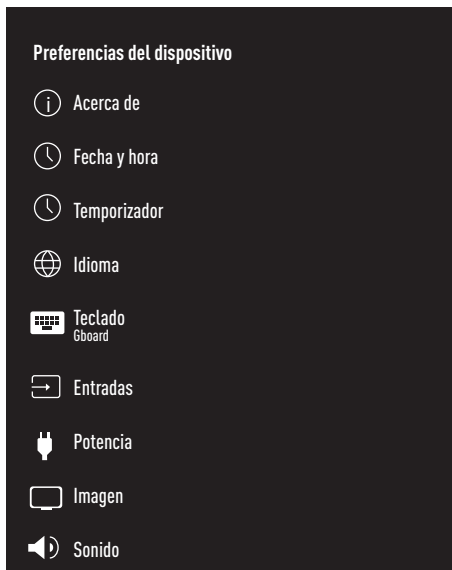 Preferencias del dispositivo
Acerca de
Fecha y hora
Temporizador
Idioma
Teclado
Gboard
Entradas
Potencia
Imagen
Sonido